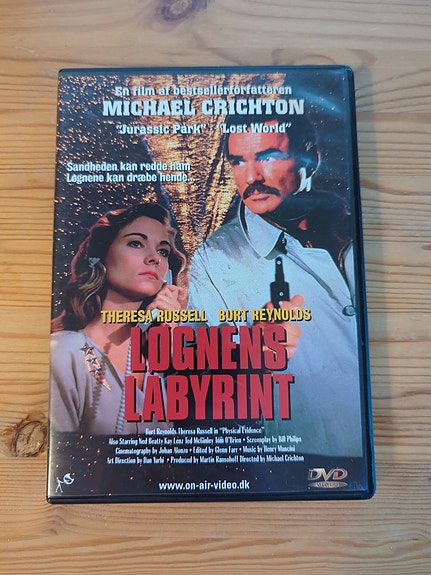 En film af bestsellerforfatteren
MICHAEL CRICHTON
"Jurassic Park" "Lost World"
Sandheden kan redde ham
Løgnene kan dræbe hende...
THERESA RUSSELL BURT REYNOLDS
LØGNENS
LABYRINT
Burt Reynolds Theresa Russell in "Physical Evidence"
Also Starring Ned Beatty Kay Lenz Ted McGinley Tom O'Brien • Screenplay by Bill Phillips
Cinematography by Johan Alonzo • Edited by Glenn Farr • Music by Henry Mancini
Art Direction by Dan Yarhi • Produced by Martin Ransohoff Directed by Michael Crichton
www.on-air-video.dk
DVD